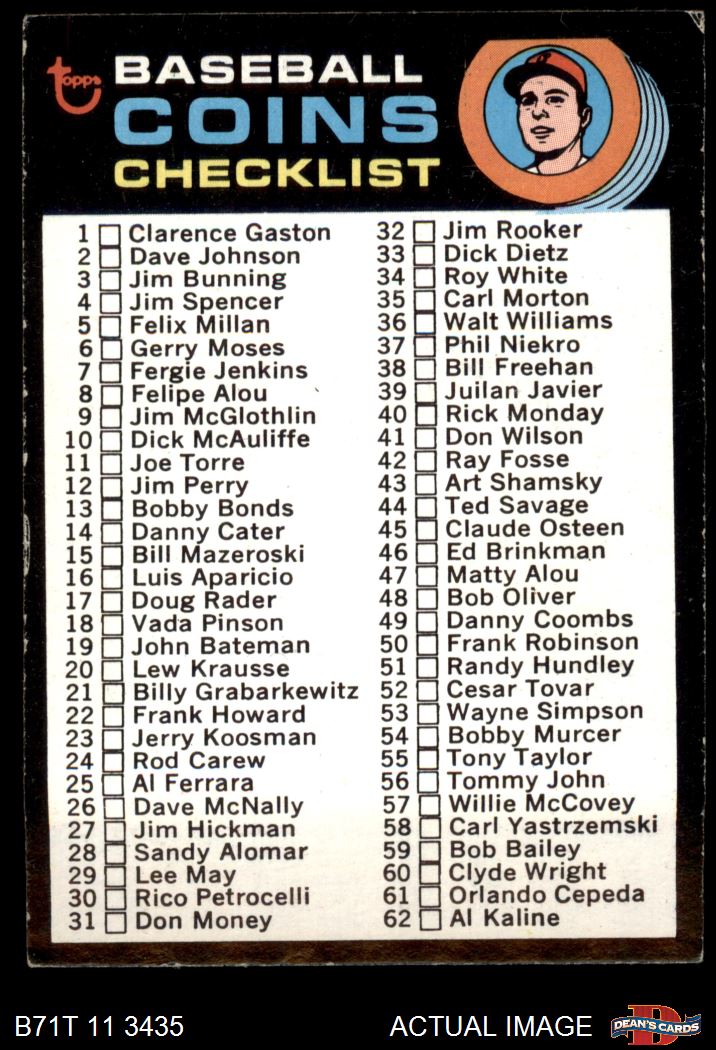 topps
BASEBALL
COINS
CHECKLIST
1 Clarence Gaston
2 Dave Johnson
3 Jim Bunning
4 Jim Spencer
5 Felix Millan
6 Gerry Moses
7 Fergie Jenkins
8 Felipe Alou
9 Jim McGlothlin
10 Dick McAuliffe
11 Joe Torre
12 Jim Perry
13 Bobby Bonds
14 Danny Cater
15 Bill Mazeroski
16 Luis Aparicio
17 Doug Rader
18 Vada Pinson
19 John Bateman
20 Lew Krausse
21 Billy Grabarkewitz
22 Frank Howard
23 Jerry Koosman
24 Rod Carew
25 Al Ferrara
26 Dave McNally
27 Jim Hickman
28 Sandy Alomar
29 Lee May
30 Rico Petrocelli
31 Don Money
32 Jim Rooker
33 Dick Dietz
34 Roy White
35 Carl Morton
36 Walt Williams
37 Phil Niekro
38 Bill Freehan
39 Juilan Javier
40 Rick Monday
41 Don Wilson
42 Ray Fosse
43 Art Shamsky
44 Ted Savage
45 Claude Osteen
46 Ed Brinkman
47 Matty Alou
48 Bob Oliver
49 Danny Coombs
50 Frank Robinson
51 Randy Hundley
52 Cesar Tovar
53 Wayne Simpson
54 Bobby Murcer
55 Tony Taylor
56 Tommy John
57 Willie McCovey
58 Carl Yastrzemski
59 Bob Bailey
60 Clyde Wright
61 Orlando Cepeda
62 Al Kaline
B71T 11 3435
ACTUAL IMAGE
D
DEAN'S CARDS